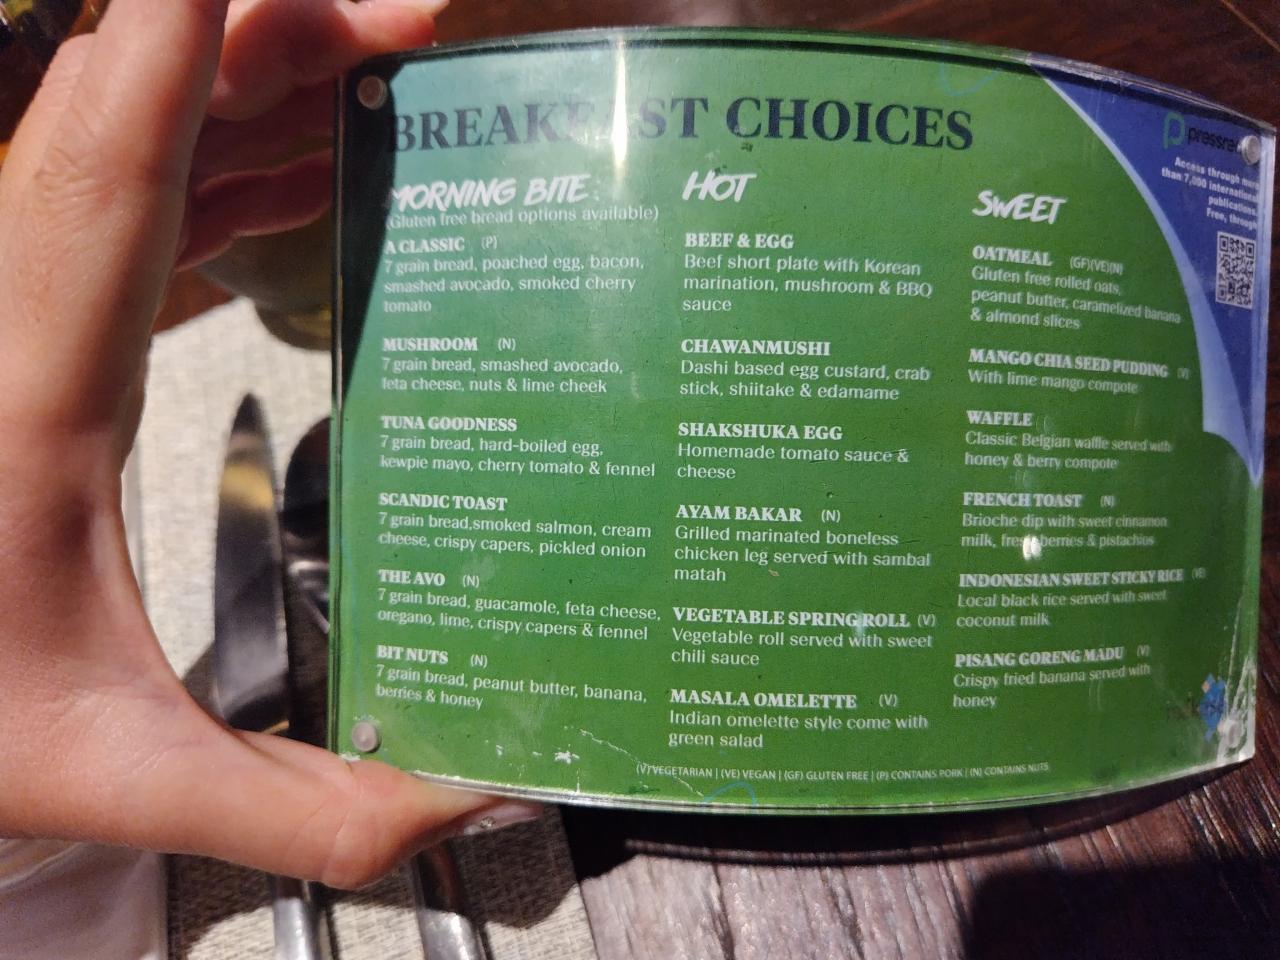 BREAKFAST CHOICES
MORNING BITE
(Gluten free bread options available)
A CLASSIC (P)
7 grain bread, poached egg, bacon,
smashed avocado, smoked cherry
tomato
MUSHROOM (N)
7 grain bread, smashed avocado,
feta cheese, nuts & lime cheek
TUNA GOODNESS
7 grain bread, hard-boiled egg,
kewpie mayo, cherry tomato & fennel
SCANDIC TOAST
7 grain bread,smoked salmon, cream
cheese, crispy capers, pickled onion
THE AVO (N)
7 grain bread, guacamole, feta cheese,
oregano, lime, crispy capers & fennel
BIT NUTS (N)
7 grain bread, peanut butter, banana,
berries & honey
HOT
BEEF & EGG
Beef short plate with Korean
marination, mushroom & BBQ
sauce
CHAWANMUSHI
Dashi based egg custard, crab
stick, shiitake & edamame
SHAKSHUKA EGG
Homemade tomato sauce &
cheese
AYAM BAKAR (N)
Grilled marinated boneless
chicken leg served with sambal
matah
VEGETABLE SPRING ROLL (V)
Vegetable roll served with sweet
chili sauce
MASALA OMELETTE (V)
Indian omelette style come with
green salad
SWEET
OATMEAL (GF)(VE)(N)
Gluten free rolled oats,
peanut butter, caramelized banana
& almond slices
MANGO CHIA SEED PUDDING (V)
With lime mango compote
WAFFLE
Classic Belgian waffle served with
honey & berry compote
FRENCH TOAST (N)
Brioche dip with sweet cinnamon
milk, fresh berries & pistachios
INDONESIAN SWEET STICKY RICE (VE)
Local black rice served with sweet
coconut milk
PISANG GORENG MADU (V)
Crispy fried banana served with
honey
(V) VEGETARIAN | (VE) VEGAN | (GF) GLUTEN FREE | (P) CONTAINS PORK | (N) CONTAINS NUTS
Access through more
than 7,000 international
publications.
Free, through